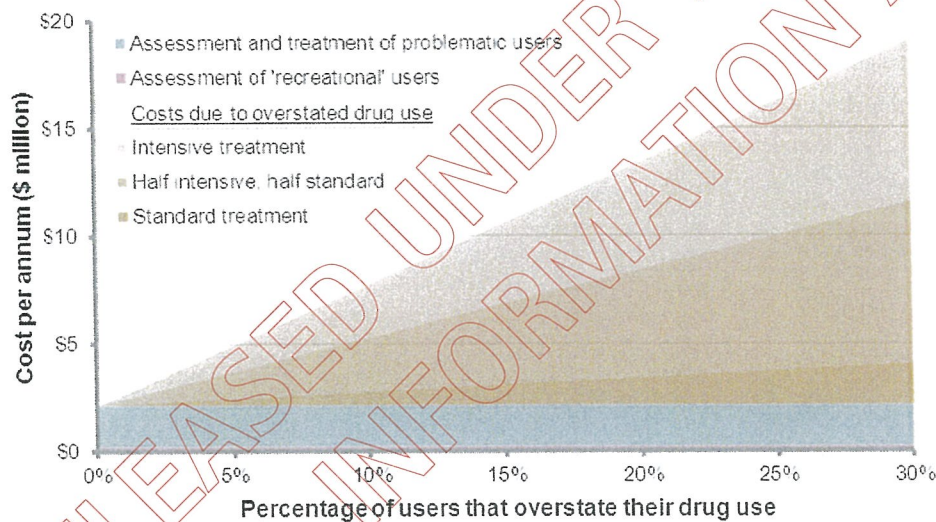 $20
Assessment and treatment of problematic users
Assessment of 'recreational' users
Costs due to overstated drug use
Intensive treatment
Half intensive, half standard
Standard treatment
$15
$10
$5
$0
Cost per annum ($ million)
0% 5% 10% 15% 20% 25% 30%
Percentage of users that overstate their drug use
RELEASED UNDER
INFORMATION